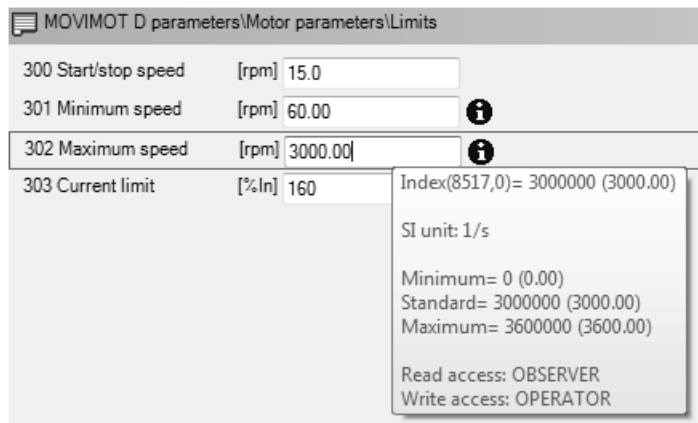 MOVIMOT D parameters\Motor parameters\Limits
300 Start/stop speed [rpm] 15.0
301 Minimum speed [rpm] 60.00
302 Maximum speed [rpm] 3000.00
303 Current limit [%In] 160
Index(8517,0)= 3000000 (3000.00)
SI unit: 1/s
Minimum= 0 (0.00)
Standard= 3000000 (3000.00)
Maximum= 3600000 (3600.00)
Read access: OBSERVER
Write access: OPERATOR